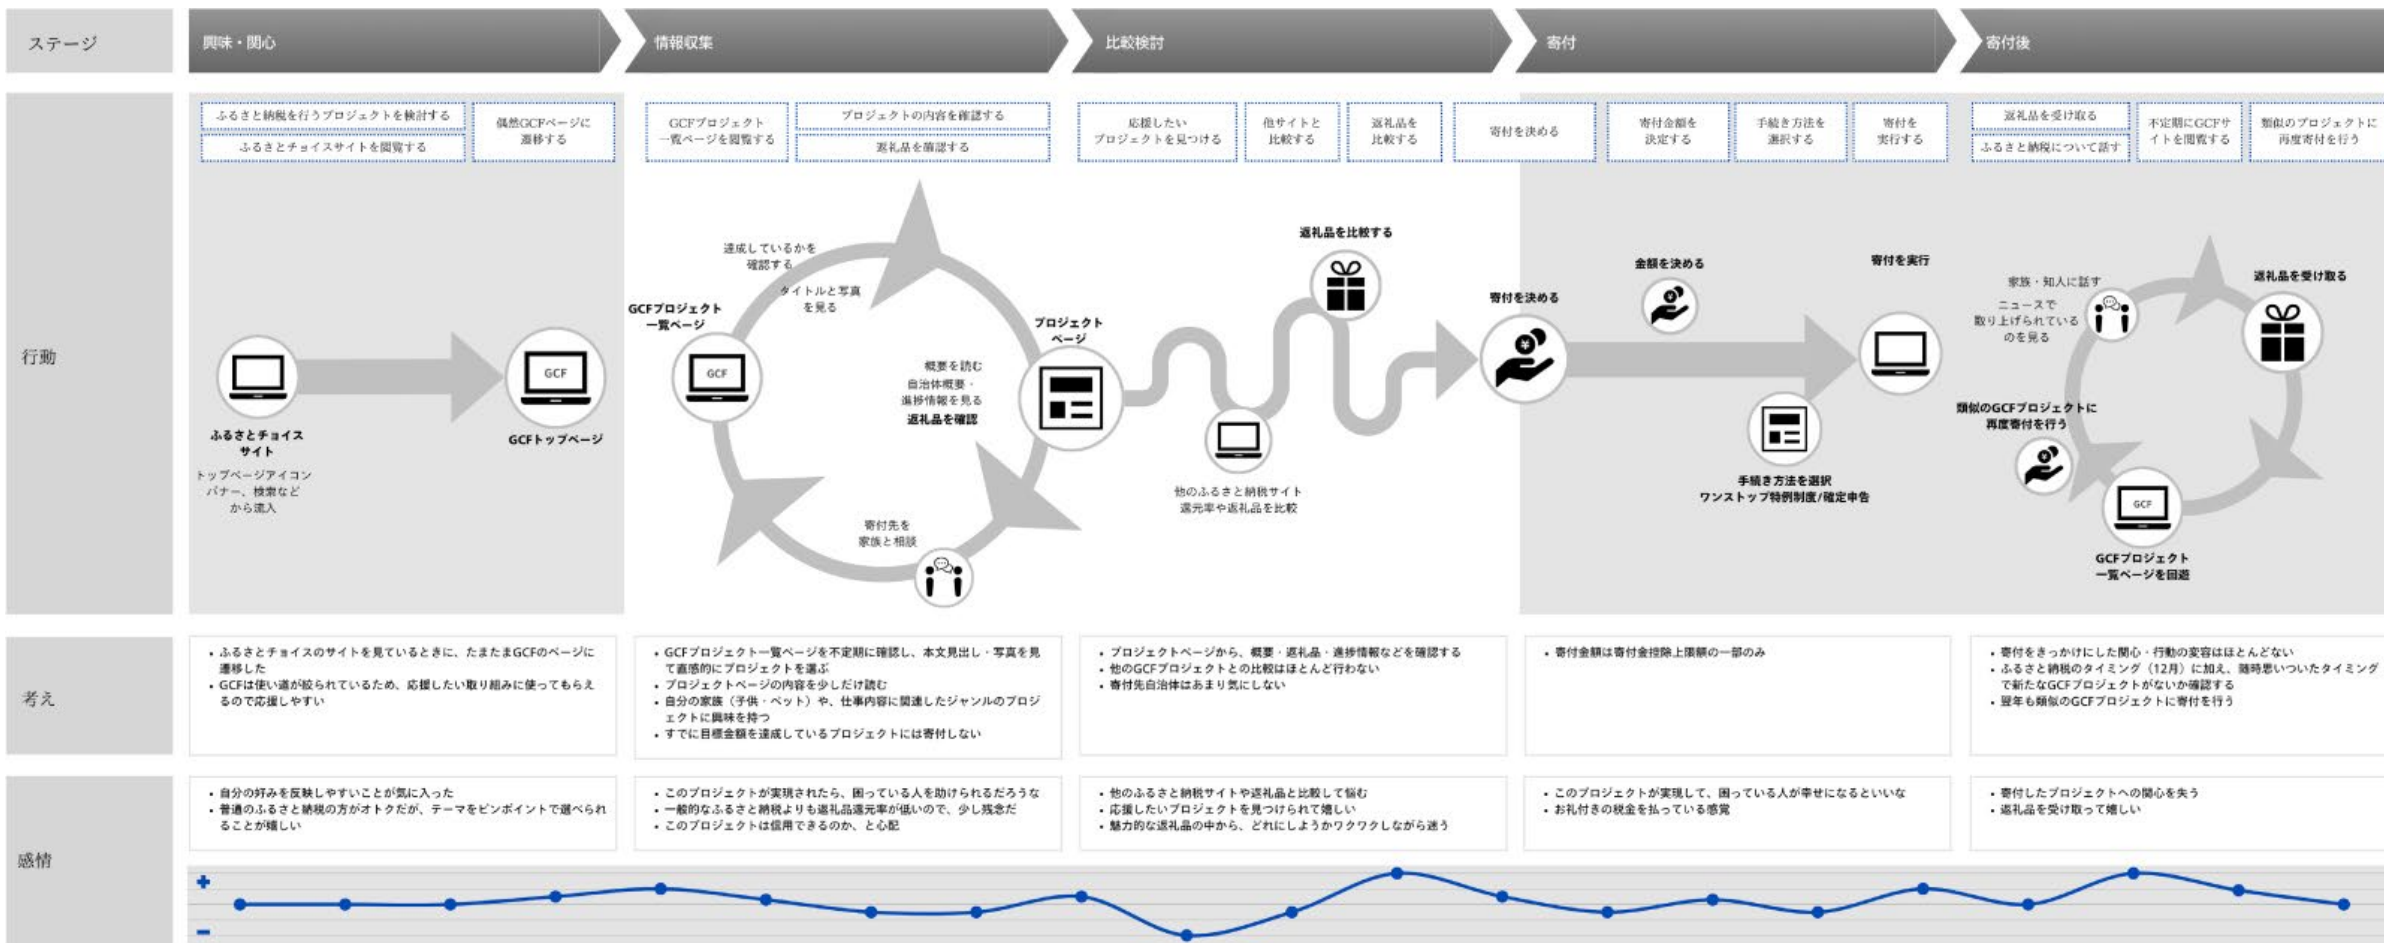 ステージ
興味・関心
情報収集
比較検討
寄付
寄付後
行動
ふるさと納税を行うプロジェクトを検討する
ふるさとチョイスサイトを閲覧する
偶然GCFページに
遷移する
GCFプロジェクト
一覧ページを閲覧する
プロジェクトの内容を確認する
返礼品を確認する
応援したい
プロジェクトを見つける
他サイトと
比較する
返礼品を
比較する
寄付を決める
寄付金額を
決定する
手続き方法を
選択する
寄付を
実行する
返礼品を受け取る
ふるさと納税について話す
不定期にGCFサ
イトを閲覧する
類似のプロジェクトに
再度寄付を行う
ふるさとチョイス
サイト
トップページアイコン
バナー、検索など
から流入
GCF
GCFトップページ
達成しているかを
確認する
タイトルと写真
を見る
GCFプロジェクト
一覧ページ
GCF
プロジェクト
ページ
概要を読む
自治体概要・
進捗情報を見る
返礼品を確認
寄付先を
家族と相談
返礼品を比較する
他のふるさと納税サイト
還元率や返礼品を比較
寄付を決める
¥
金額を決める
¥
寄付を実行
手続き方法を選択
ワンストップ特例制度/確定申告
家族・知人に話す
ニュースで
取り上げられている
のを見る
返礼品を受け取る
類似のGCFプロジェクトに
再度寄付を行う
¥
GCF
GCFプロジェクト
一覧ページを回遊
考え
• ふるさとチョイスのサイトを見ているときに、たまたまGCFのページに
遷移した
• GCFは使い道が絞られているため、応援したい取り組みに使ってもらえ
るので応援しやすい
• GCFプロジェクト一覧ページを不定期に確認し、本文見出し・写真を見
て直感的にプロジェクトを選ぶ
• プロジェクトページの内容を少しだけ読む
• 自分の家族（子供・ペット）や、仕事内容に関連したジャンルのプロジ
ェクトに興味を持つ
• すでに目標金額を達成しているプロジェクトには寄付しない
• プロジェクトページから、概要・返礼品・進捗情報などを確認する
• 他のGCFプロジェクトとの比較はほとんど行わない
• 寄付先自治体はあまり気にしない
• 寄付金額は寄付金控除上限額の一部のみ
• 寄付をきっかけにした関心・行動の変容はほとんどない
• ふるさと納税のタイミング（12月）に加え、随時思いついたタイミング
で新たなGCFプロジェクトがないか確認する
• 翌年も類似のGCFプロジェクトに寄付を行う
感情
• 自分の好みを反映しやすいことが気に入った
• 普通のふるさと納税の方がオトクだが、テーマをピンポイントで選べられ
ることが嬉しい
• このプロジェクトが実現されたら、困っている人を助けられるだろうな
• 一般的なふるさと納税よりも返礼品還元率が低いので、少し残念だ
• このプロジェクトは信用できるのか、と心配
• 他のふるさと納税サイトや返礼品と比較して悩む
• 応援したいプロジェクトを見つけられて嬉しい
• 魅力的な返礼品の中から、どれにしようかワクワクしながら迷う
• このプロジェクトが実現して、困っている人が幸せになるといいな
• お礼付きの税金を払っている感覚
• 寄付したプロジェクトへの関心を失う
• 返礼品を受け取って嬉しい
+
−